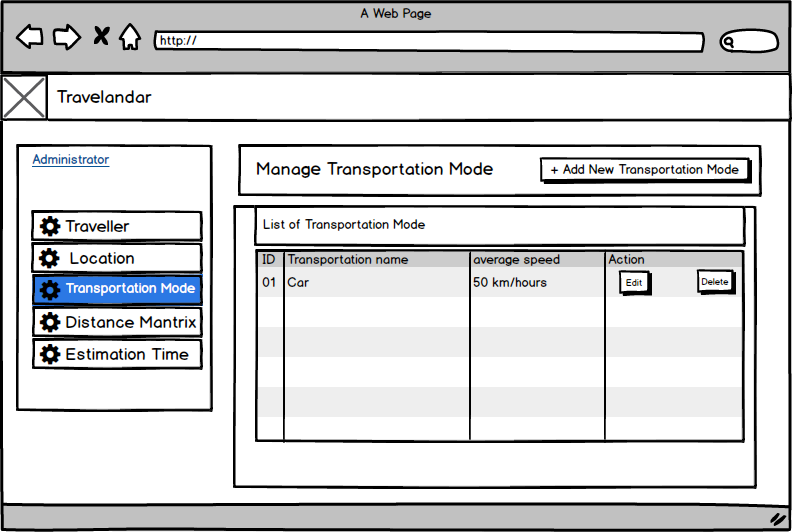 A Web Page
http://
Travelandar
Administrator
Traveller
Location
Transportation Mode
Distance Mantrix
Estimation Time
Manage Transportation Mode
+ Add New Transportation Mode
List of Transportation Mode
ID Transportation name average speed Action
01 Car 50 km/hours Edit Delete